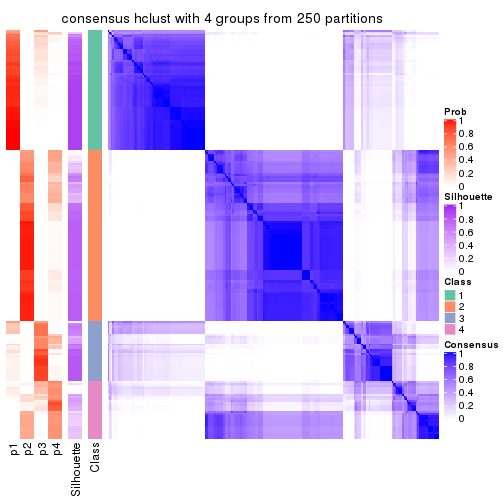 consensus hclust with 4 groups from 250 partitions
Prob
1
0.8
0.6
0.4
0.2
0
Silhouette
1
0.8
0.6
0.4
0.2
0
Class
1
2
3
4
Consensus
1
0.8
0.6
0.4
0.2
0
p1
p2
p3
p4
Silhouette
Class